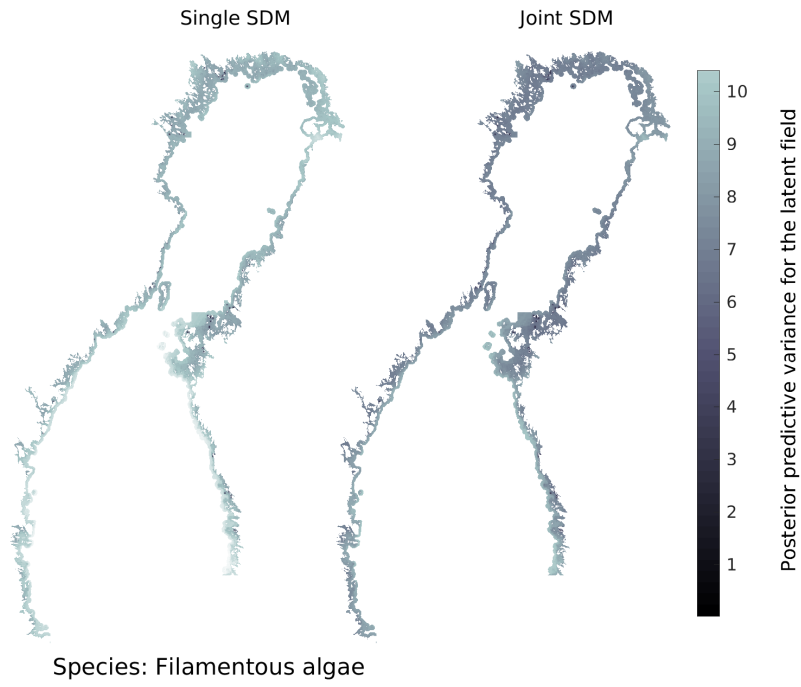 Single SDM
Joint SDM
10
9
8
7
6
5
4
3
2
1
Posterior predictive variance for the latent field
Species: Filamentous algae